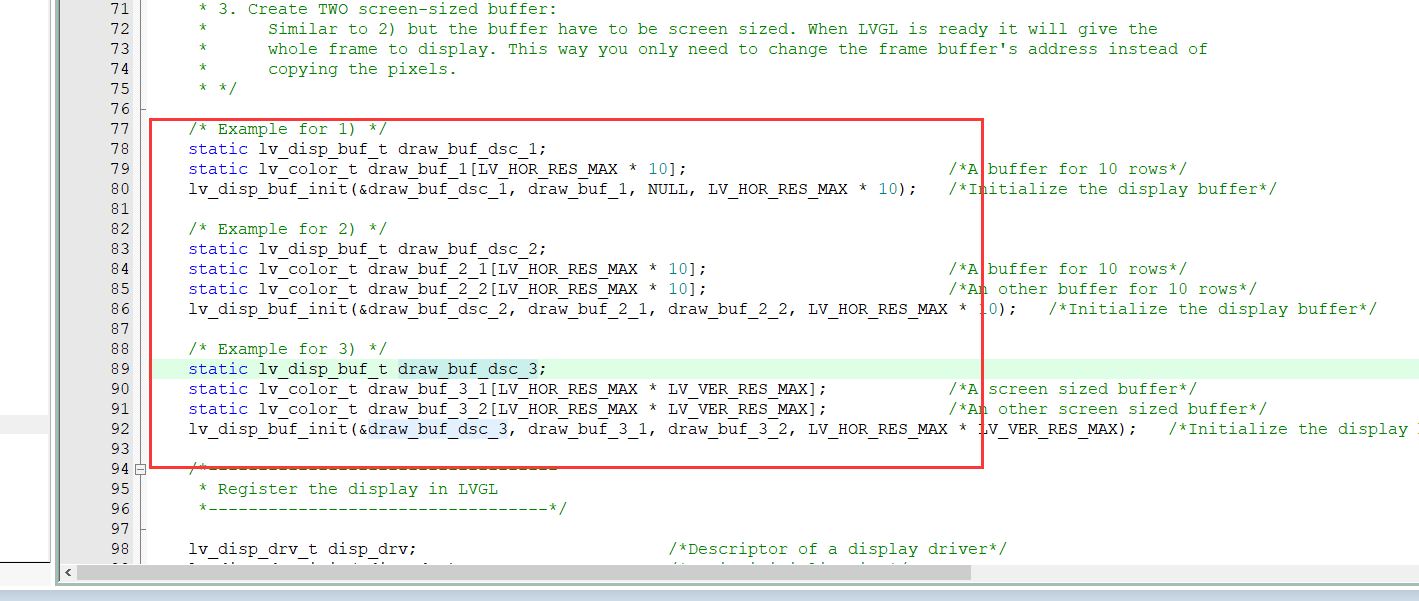 71 * 3. Create TWO screen-sized buffer:
72 * Similar to 2) but the buffer have to be screen sized. When LVGL is ready it will give the
73 * whole frame to display. This way you only need to change the frame buffer's address instead of
74 * copying the pixels.
75 * */
76
77 /* Example for 1) */
78 static lv_disp_buf_t draw_buf_dsc_1;
79 static lv_color_t draw_buf_1[LV_HOR_RES_MAX * 10]; /*A buffer for 10 rows*/
80 lv_disp_buf_init(&draw_buf_dsc_1, draw_buf_1, NULL, LV_HOR_RES_MAX * 10); /*Initialize the display buffer*/
81
82 /* Example for 2) */
83 static lv_disp_buf_t draw_buf_dsc_2;
84 static lv_color_t draw_buf_2_1[LV_HOR_RES_MAX * 10]; /*A buffer for 10 rows*/
85 static lv_color_t draw_buf_2_2[LV_HOR_RES_MAX * 10]; /*An other buffer for 10 rows*/
86 lv_disp_buf_init(&draw_buf_dsc_2, draw_buf_2_1, draw_buf_2_2, LV_HOR_RES_MAX * 10); /*Initialize the display buffer*/
87
88 /* Example for 3) */
89 static lv_disp_buf_t draw_buf_dsc_3;
90 static lv_color_t draw_buf_3_1[LV_HOR_RES_MAX * LV_VER_RES_MAX]; /*A screen sized buffer*/
91 static lv_color_t draw_buf_3_2[LV_HOR_RES_MAX * LV_VER_RES_MAX]; /*An other screen sized buffer*/
92 lv_disp_buf_init(&draw_buf_dsc_3, draw_buf_3_1, draw_buf_3_2, LV_HOR_RES_MAX * LV_VER_RES_MAX); /*Initialize the display
93
94 /*-----------------------------------
95 * Register the display in LVGL
96 *----------------------------------*/
97
98 lv_disp_drv_t disp_drv; /*Descriptor of a display driver*/